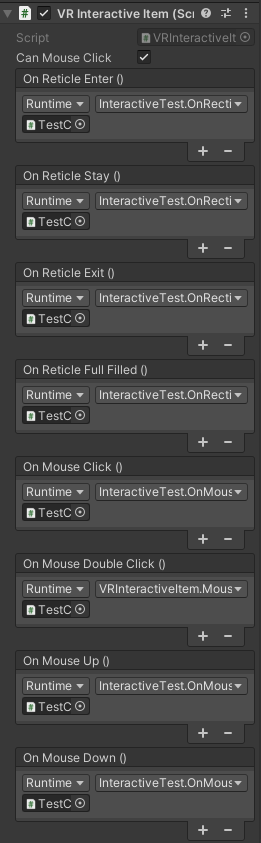 VR Interactive Item (Scri
Script VRInteractiveIt
Can Mouse Click
On Reticle Enter ()
Runtime InteractiveTest.OnRecti
TestC
On Reticle Stay ()
Runtime InteractiveTest.OnRecti
TestC
On Reticle Exit ()
Runtime InteractiveTest.OnRecti
TestC
On Reticle Full Filled ()
Runtime InteractiveTest.OnRecti
TestC
On Mouse Click ()
Runtime InteractiveTest.OnMous
TestC
On Mouse Double Click ()
Runtime VRInteractiveItem.Mous
TestC
On Mouse Up ()
Runtime InteractiveTest.OnMous
TestC
On Mouse Down ()
Runtime InteractiveTest.OnMous
TestC